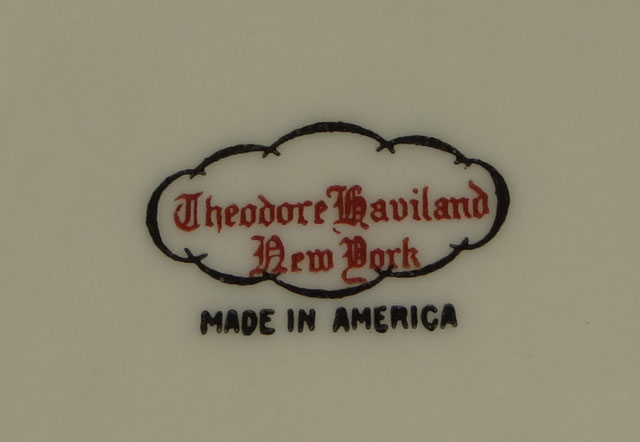 Theodore Haviland
New York
MADE IN AMERICA